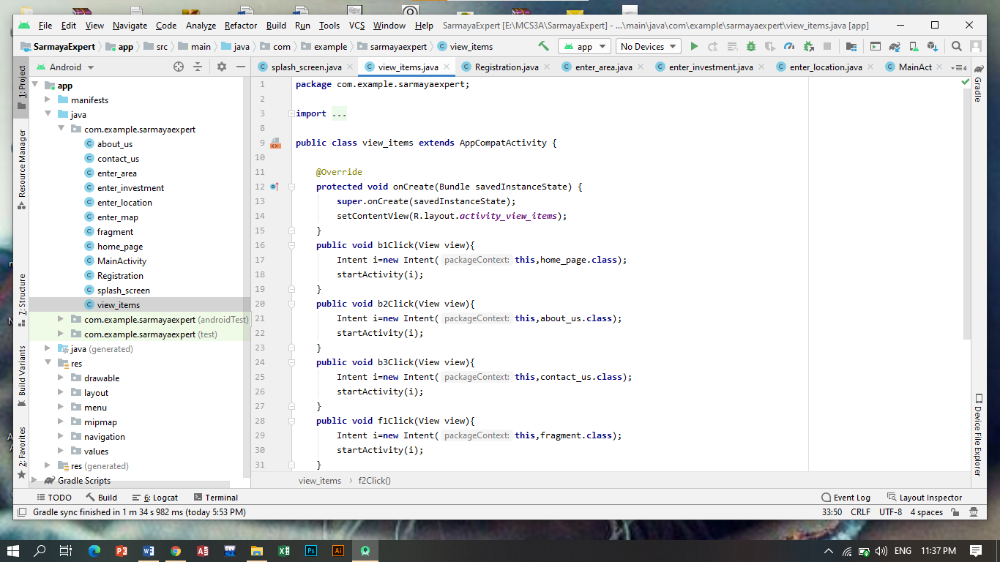 File Edit View Navigate Code Analyze Refactor Build Run Tools VCS Window Help SarmayaExpert [E:\MCS3A\SarmayaExpert] - ...\main\java\com\example\sarmayaexpert\view_items.java [app]
SarmayaExpert app src main java com example sarmayaexpert view_items app No Devices
Android splash_screen.java view_items.java Registration.java enter_area.java enter_investment.java enter_location.java MainAct 4
1: Project
Resource Manager
7: Structure
Build Variants
2: Favorites
app
manifests
java
com.example.sarmayaexpert
about_us
contact_us
enter_area
enter_investment
enter_location
enter_map
fragment
home_page
MainActivity
Registration
splash_screen
view_items
com.example.sarmayaexpert (androidTest)
com.example.sarmayaexpert (test)
java (generated)
res
drawable
layout
menu
mipmap
navigation
values
res (generated)
Gradle Scripts
1 package com.example.sarmayaexpert;
2
3 import ...
8
9 public class view_items extends AppCompatActivity {
10
11 @Override
12 protected void onCreate(Bundle savedInstanceState) {
13 super.onCreate(savedInstanceState);
14 setContentView(R.layout.activity_view_items);
15 }
16 public void b1Click(View view){
17 Intent i=new Intent( packageContext: this,home_page.class);
18 startActivity(i);
19 }
20 public void b2Click(View view){
21 Intent i=new Intent( packageContext: this,about_us.class);
22 startActivity(i);
23 }
24 public void b3Click(View view){
25 Intent i=new Intent( packageContext: this,contact_us.class);
26 startActivity(i);
27 }
28 public void f1Click(View view){
29 Intent i=new Intent( packageContext: this,fragment.class);
30 startActivity(i);
31 }
view_items f2Click()
Gradle
Device File Explorer
TODO Build 6: Logcat Terminal Event Log Layout Inspector
Gradle sync finished in 1 m 34 s 982 ms (today 5:53 PM) 33:50 CRLF UTF-8 4 spaces
ENG 11:37 PM